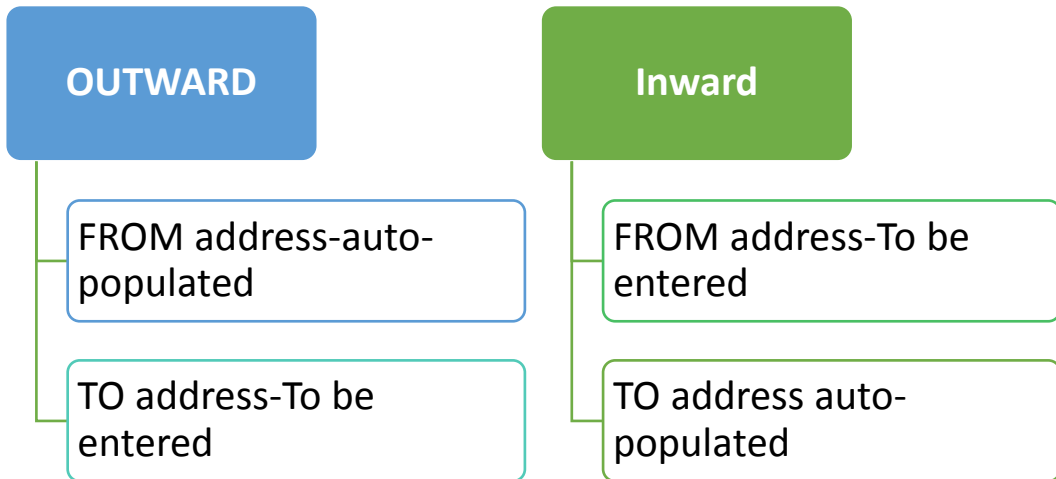 OUTWARD
FROM address-auto-
populated
TO address-To be
entered
Inward
FROM address-To be
entered
TO address auto-
populated